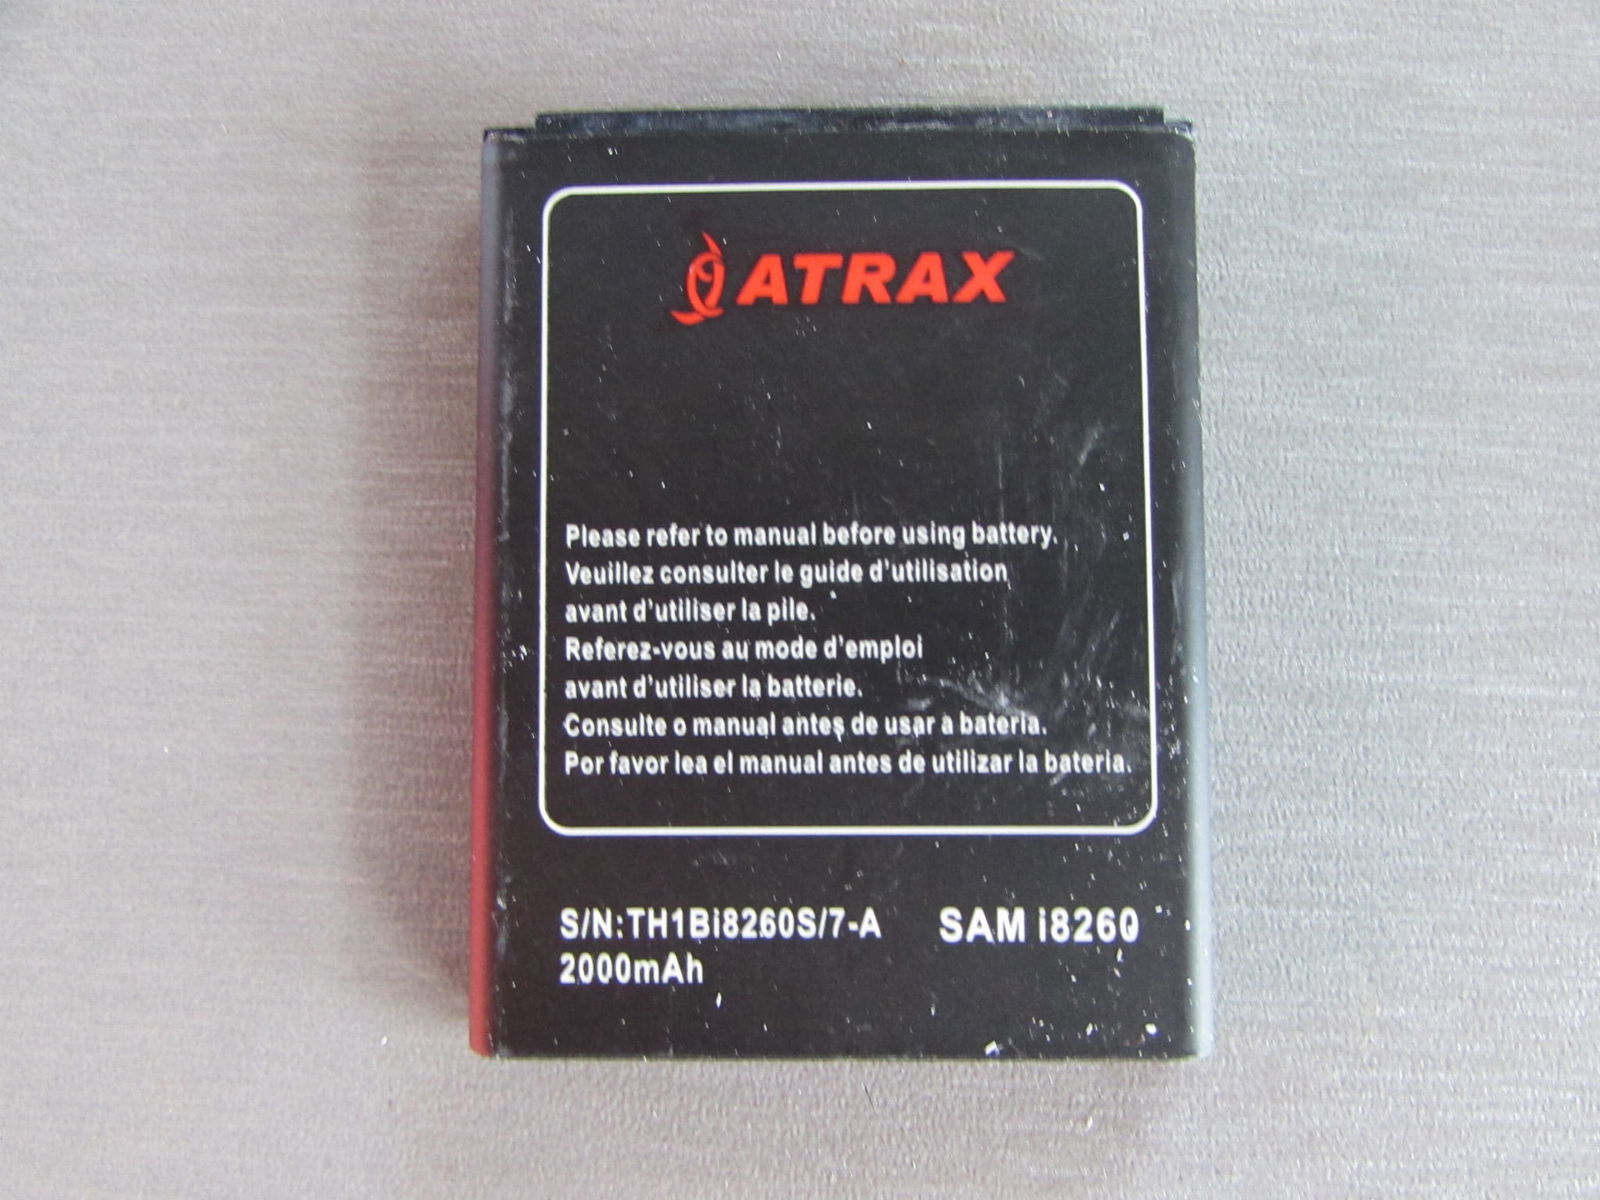 ATRAX
Please refer to manual before using battery.
Veuillez consulter le guide d'utilisation
avant d'utiliser la pile.
Referez-vous au mode d'emploi
avant d'utiliser la batterie.
Consulte o manual antes de usar a bateria.
Por favor lea el manual antes de utilizar la bateria.
S/N:TH1Bi8260S/7-A SAM i8260
2000mAh